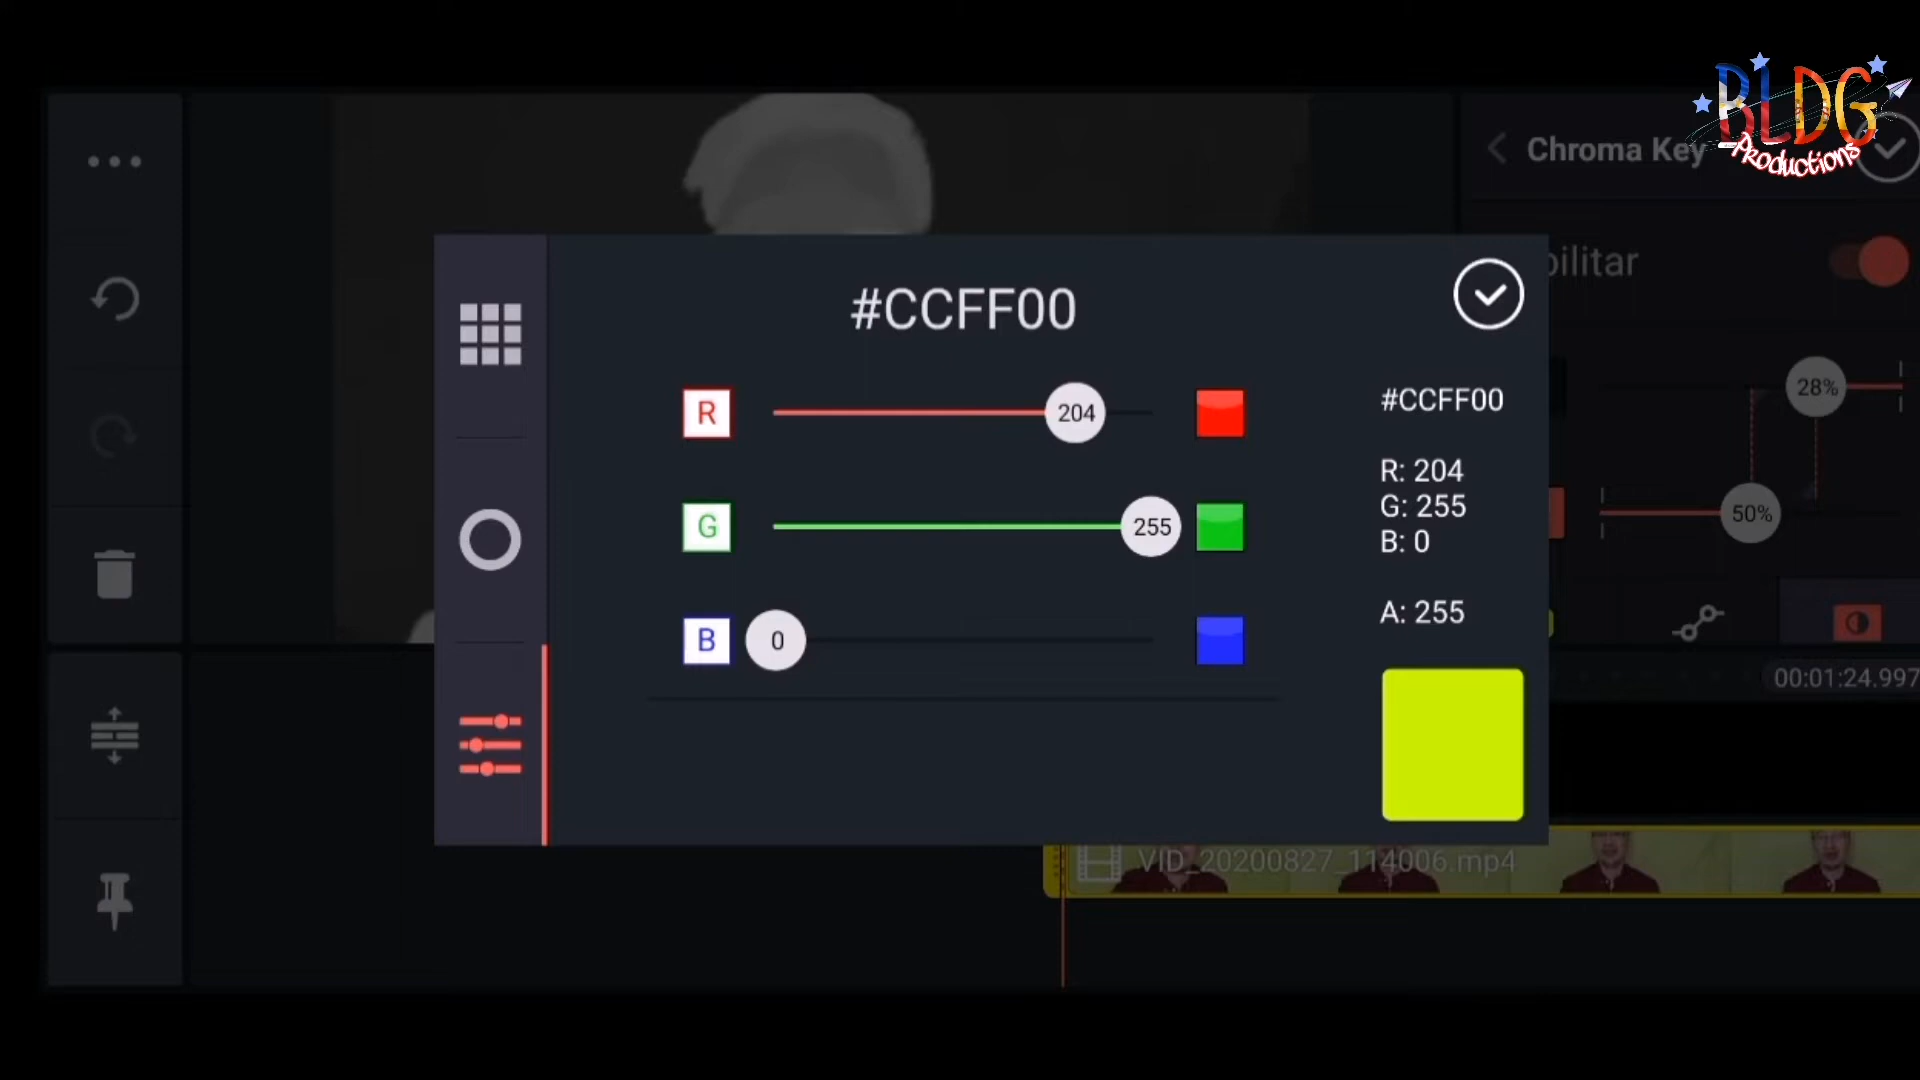 BLDG
Productions
Chroma Key
bilitar
#CCFF00
R
204
G
255
B
0
#CCFF00
R: 204
G: 255
B: 0
A: 255
28%
50%
00:01:24.997
VID_20200827_114006.mp4